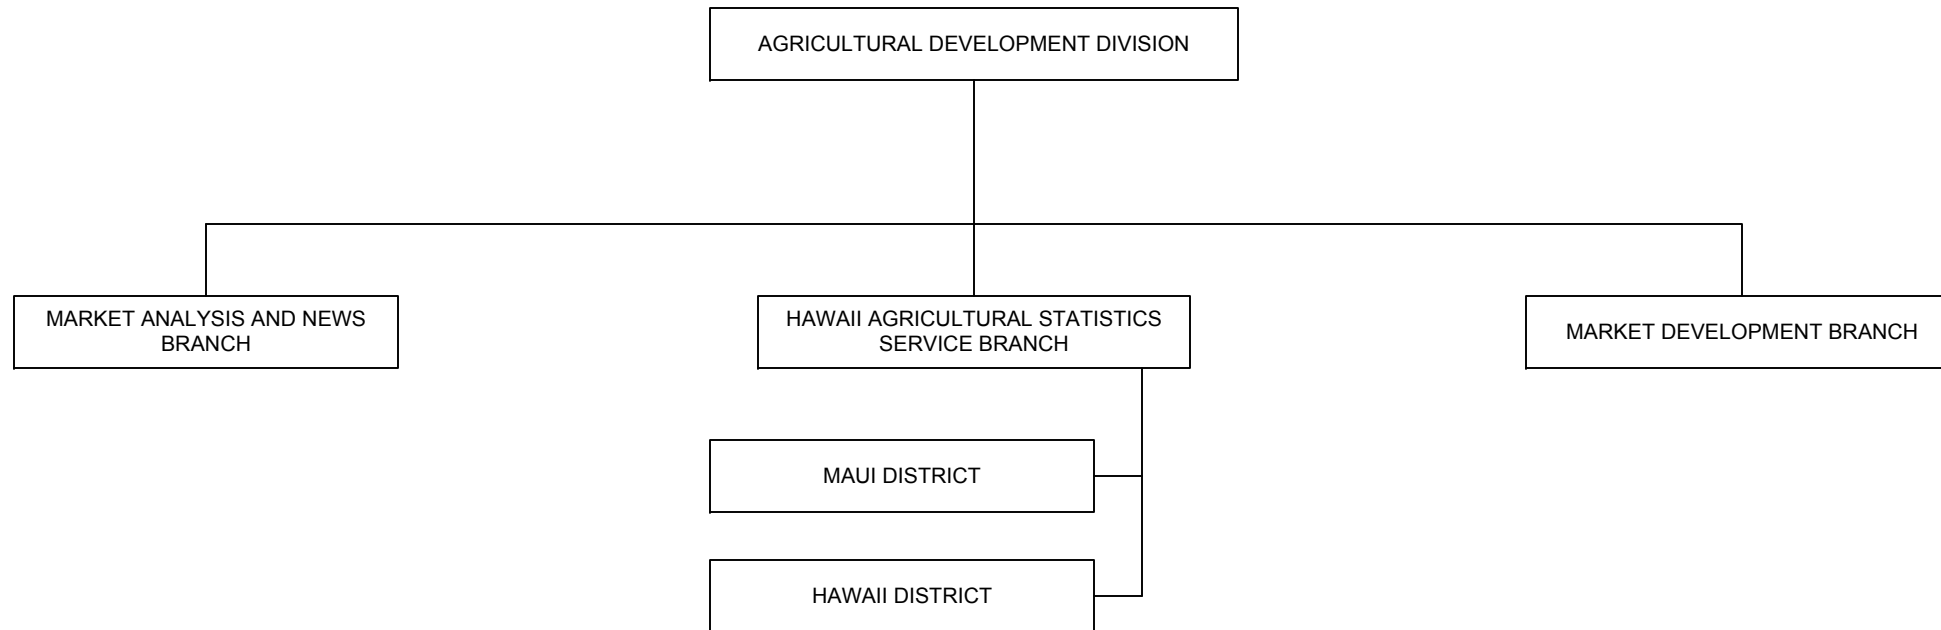 AGRICULTURAL DEVELOPMENT DIVISION
MARKET ANALYSIS AND NEWS
BRANCH
HAWAII AGRICULTURAL STATISTICS
SERVICE BRANCH
MARKET DEVELOPMENT BRANCH
MAUI DISTRICT
HAWAII DISTRICT